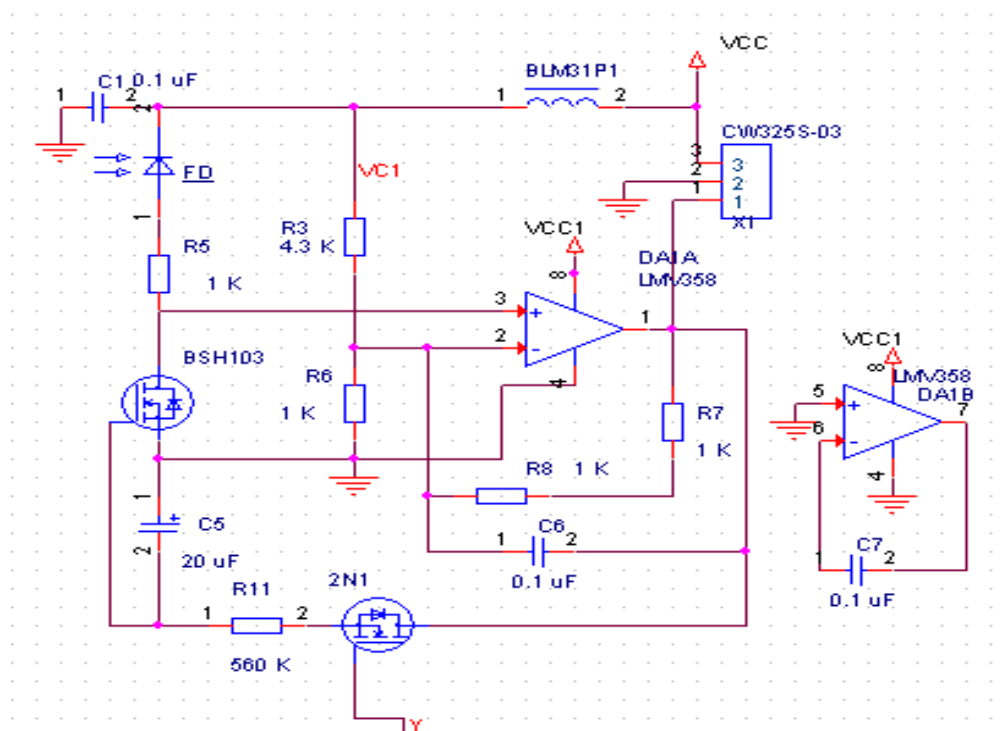 VCC
BLM31P1
C1 0.1 uF
1 2
2
1 2
CW325S-03
3 3
2 2
1 1
X1
FD
VC1
1
R3
4.3 K
R5
1 K
VCC1
8
DA1A
LMV358
3 +
2 -
1
4
BSH103
R6
1 K
R7
1 K
VCC1
8
LMV358
DA1B
5 +
6 -
7
4
R8 1 K
1
C5
2
20 uF
C6
1 2
0.1 uF
C7
1 2
0.1 uF
R11
1 2
560 K
2N1
Y